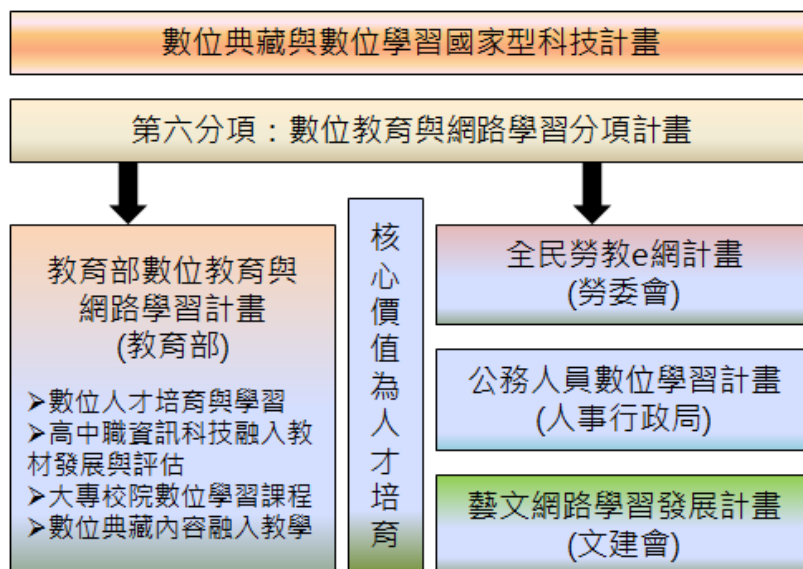 數位典藏與數位學習國家型科技計畫
第六分項：數位教育與網路學習分項計畫
教育部數位教育與
網路學習計畫
(教育部)
➢數位人才培育與學習
➢高中職資訊科技融入教
材發展與評估
➢大專校院數位學習課程
➢數位典藏內容融入教學
核心價值為人才培育
全民勞教e網計畫
(勞委會)
公務人員數位學習計畫
(人事行政局)
藝文網路學習發展計畫
(文建會)